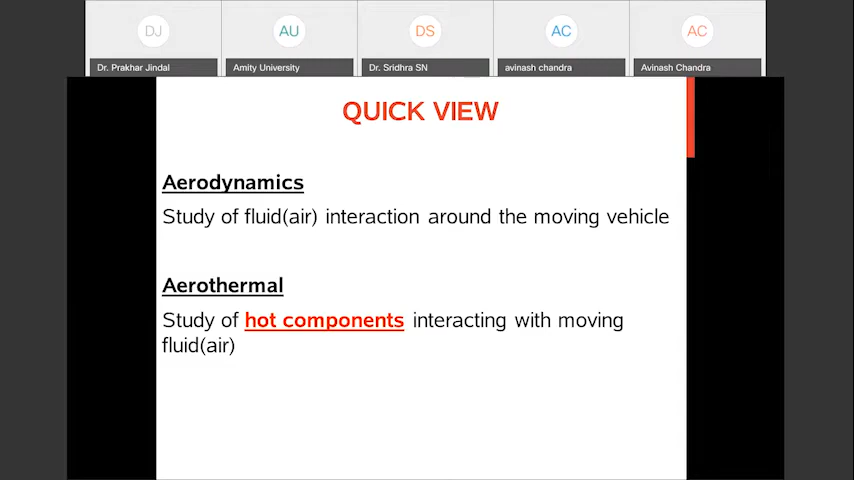 DJ
AU
DS
AC
AC
Dr. Prakhar Jindal
Amity University
Dr. Sridhra SN
avinash chandra
Avinash Chandra
QUICK VIEW
Aerodynamics
Study of fluid(air) interaction around the moving vehicle
Aerothermal
Study of hot components interacting with moving
fluid(air)